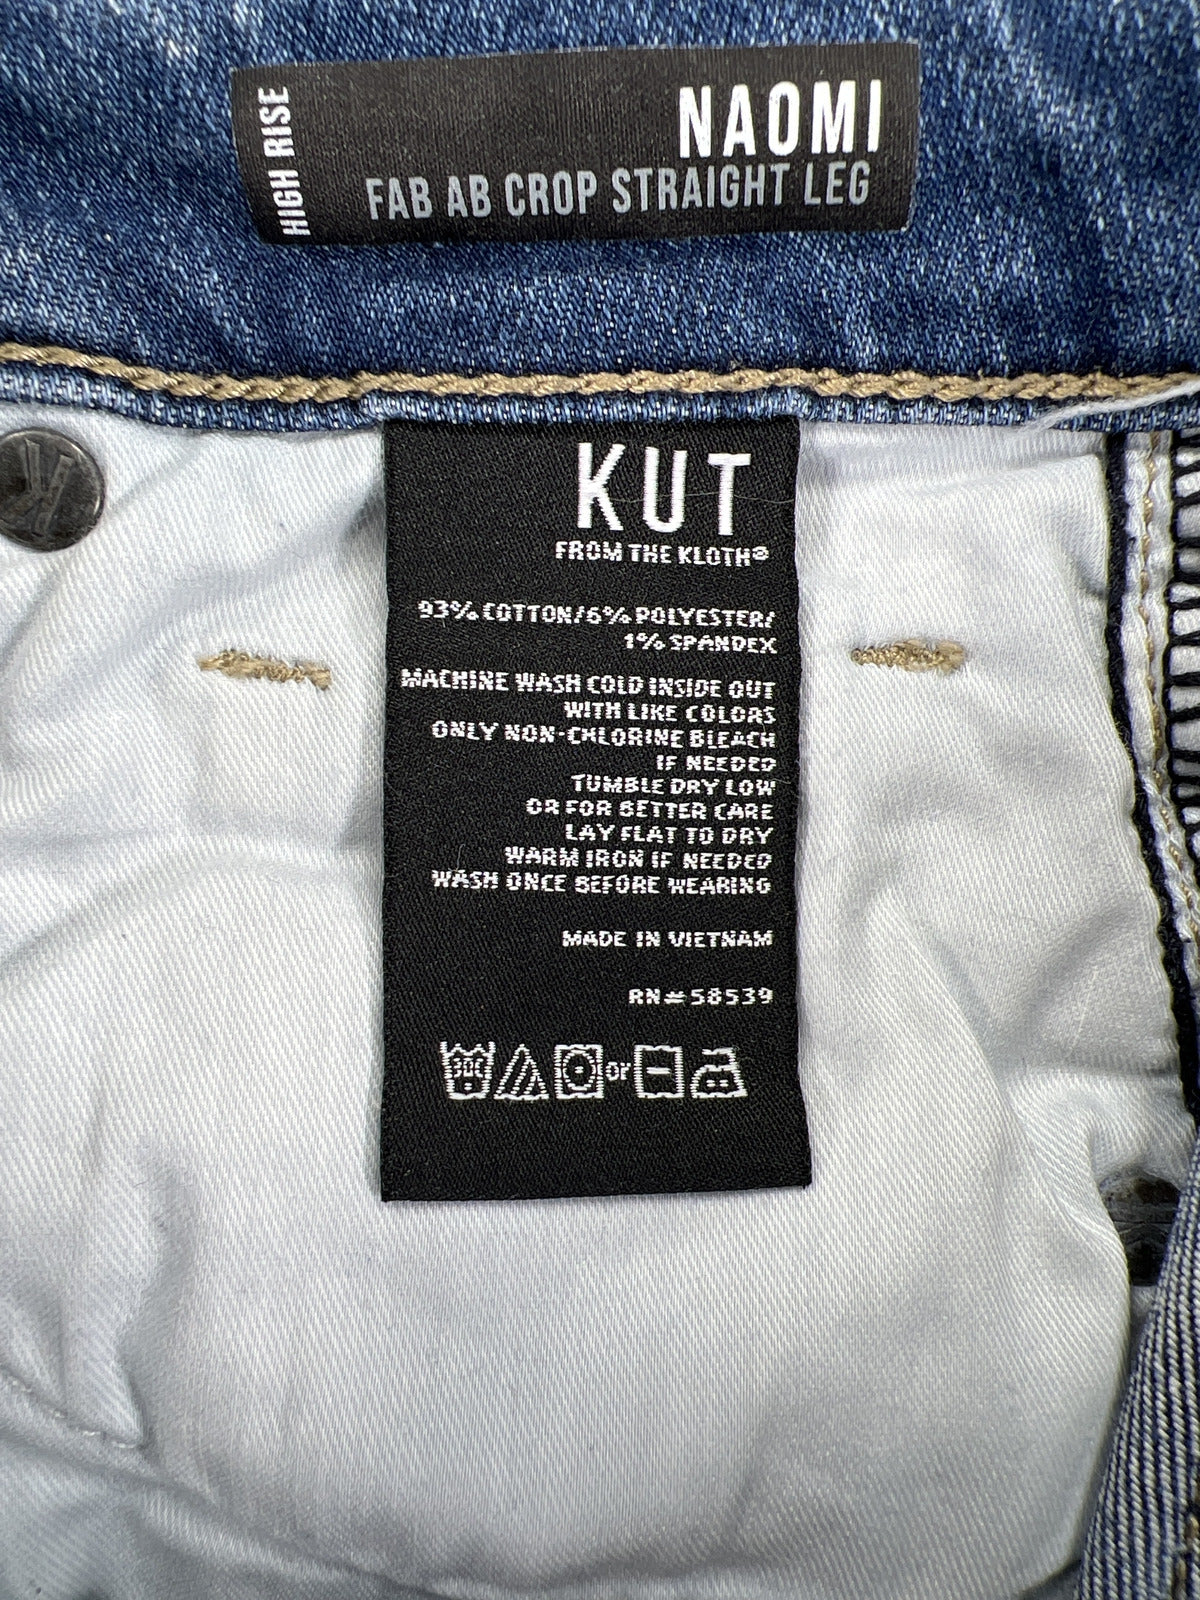 HIGH RISE
NAOMI
FAB AB CROP STRAIGHT LEG
KUT
FROM THE KLOTH®
93% COTTON/6% POLYESTER/
1% SPANDEX
MACHINE WASH COLD INSIDE OUT
WITH LIKE COLORS
ONLY NON-CHLORINE BLEACH
IF NEEDED
TUMBLE DRY LOW
OR FOR BETTER CARE
LAY FLAT TO DRY
WARM IRON IF NEEDED
WASH ONCE BEFORE WEARING
MADE IN VIETNAM
RN#58539
30C or